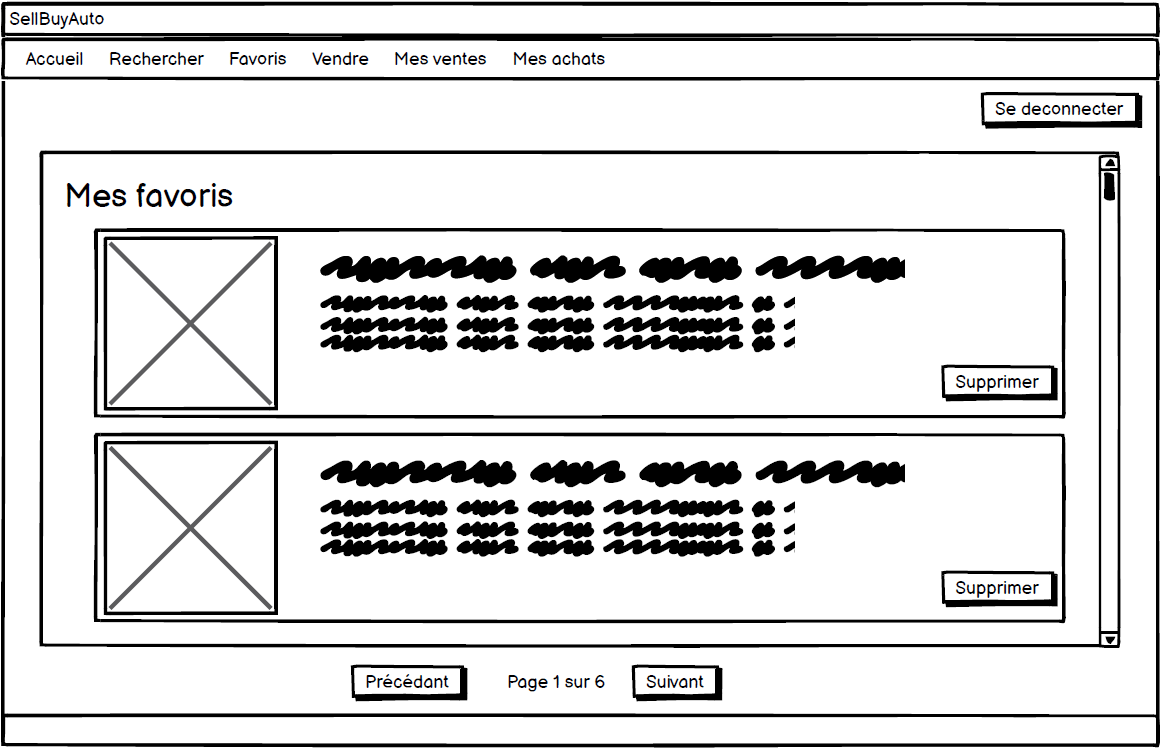 SellBuyAuto
Accueil Rechercher Favoris Vendre Mes ventes Mes achats
Se deconnecter
Mes favoris
Supprimer
Supprimer
Précédant Page 1 sur 6 Suivant